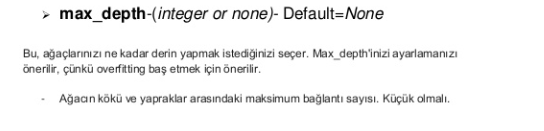 ➢ max_depth-(integer or none)- Default=None
Bu, ağaçlarınızı ne kadar derin yapmak istediğinizi seçer. Max_depth'inizi ayarlamanızı
önerilir, çünkü overfitting baş etmek için önerilir.
- Ağacın kökü ve yapraklar arasındaki maksimum bağlantı sayısı. Küçük olmalı.